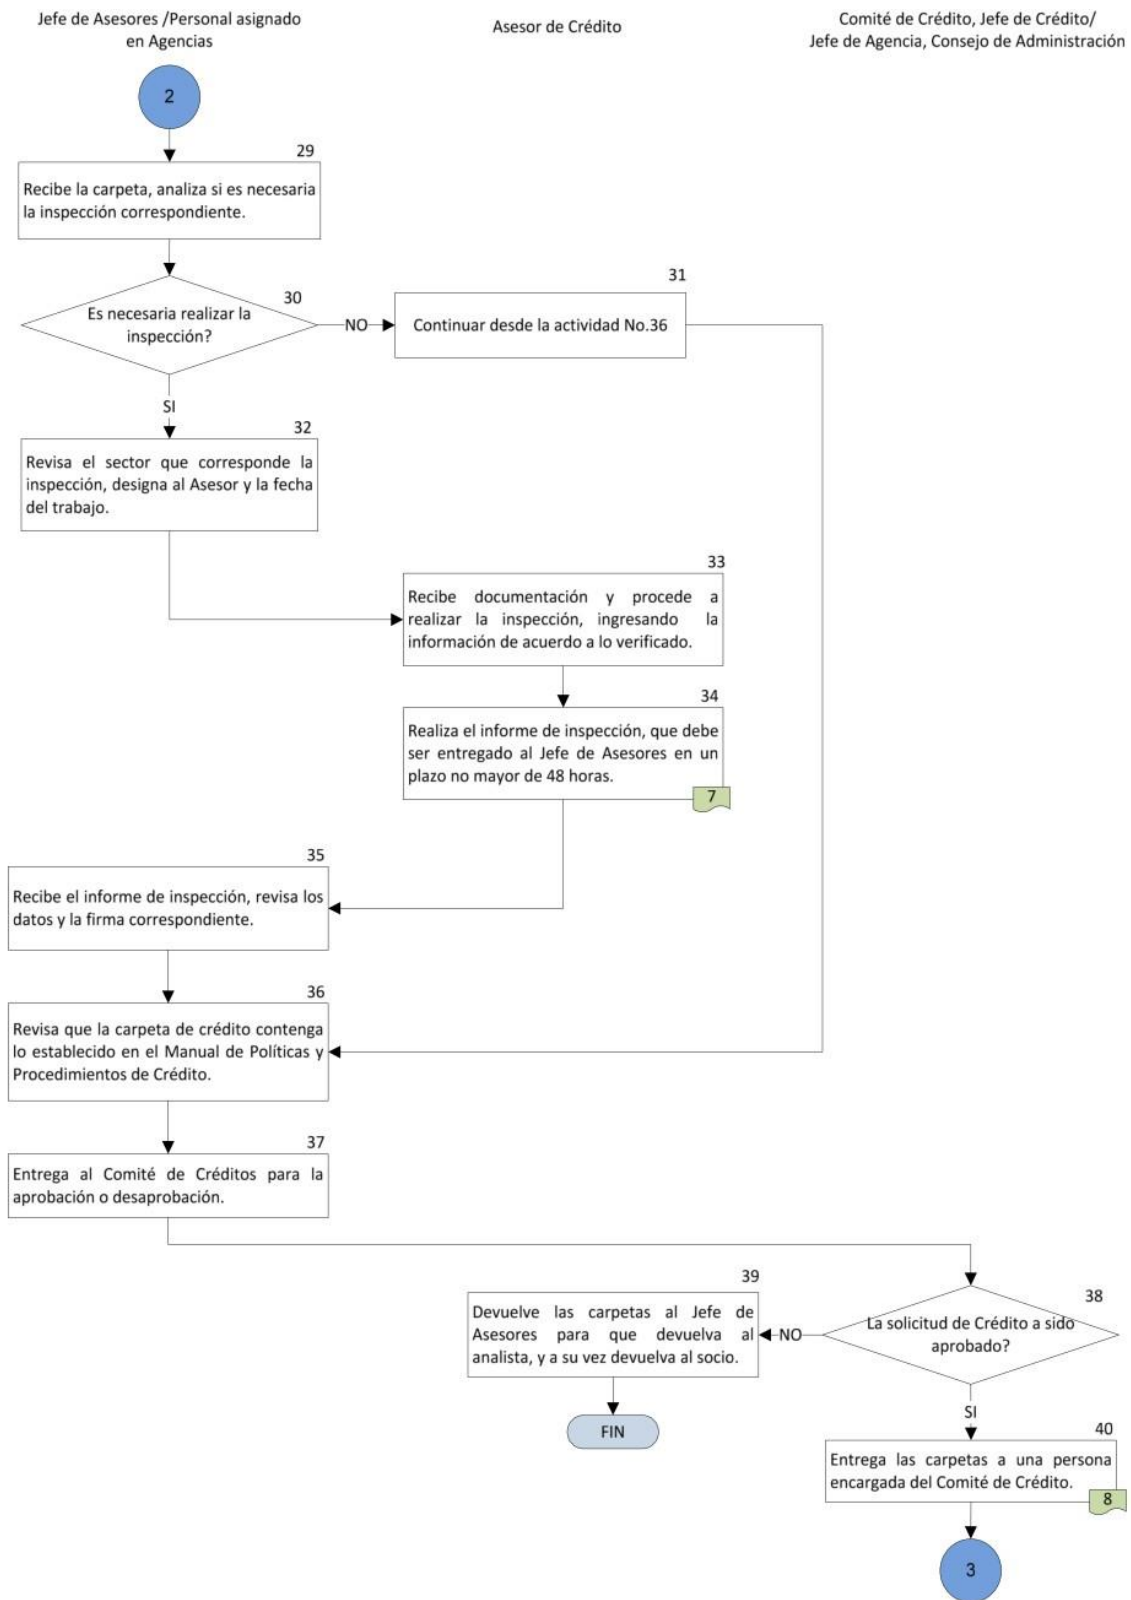 Jefe de Asesores /Personal asignado
en Agencias
Asesor de Crédito
Comité de Crédito, Jefe de Crédito/
Jefe de Agencia, Consejo de Administración
2
29
Recibe la carpeta, analiza si es necesaria
la inspección correspondiente.
30
Es necesaria realizar la
inspección?
NO
31
Continuar desde la actividad No.36
SI
32
Revisa el sector que corresponde la
inspección, designa al Asesor y la fecha
del trabajo.
33
Recibe documentación y procede a
realizar la inspección, ingresando la
información de acuerdo a lo verificado.
34
Realiza el informe de inspección, que debe
ser entregado al Jefe de Asesores en un
plazo no mayor de 48 horas.
7
35
Recibe el informe de inspección, revisa los
datos y la firma correspondiente.
36
Revisa que la carpeta de crédito contenga
lo establecido en el Manual de Políticas y
Procedimientos de Crédito.
37
Entrega al Comité de Créditos para la
aprobación o desaprobación.
38
La solicitud de Crédito a sido
aprobado?
NO
39
Devuelve las carpetas al Jefe de
Asesores para que devuelva al
analista, y a su vez devuelva al socio.
FIN
SI
40
Entrega las carpetas a una persona
encargada del Comité de Crédito.
8
3